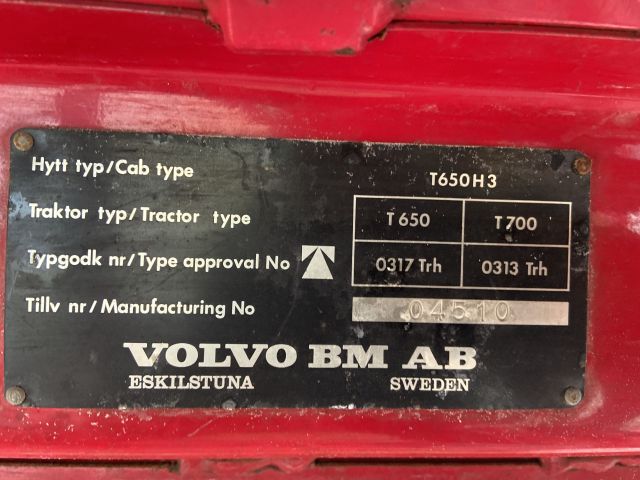 Hytt typ/Cab type T650H3
Traktor typ/Tractor type T650 T700
Typgodk nr/Type approval No 0317 Trh 0313 Trh
Tillv nr/Manufacturing No 04510
VOLVO BM AB
ESKILSTUNA SWEDEN